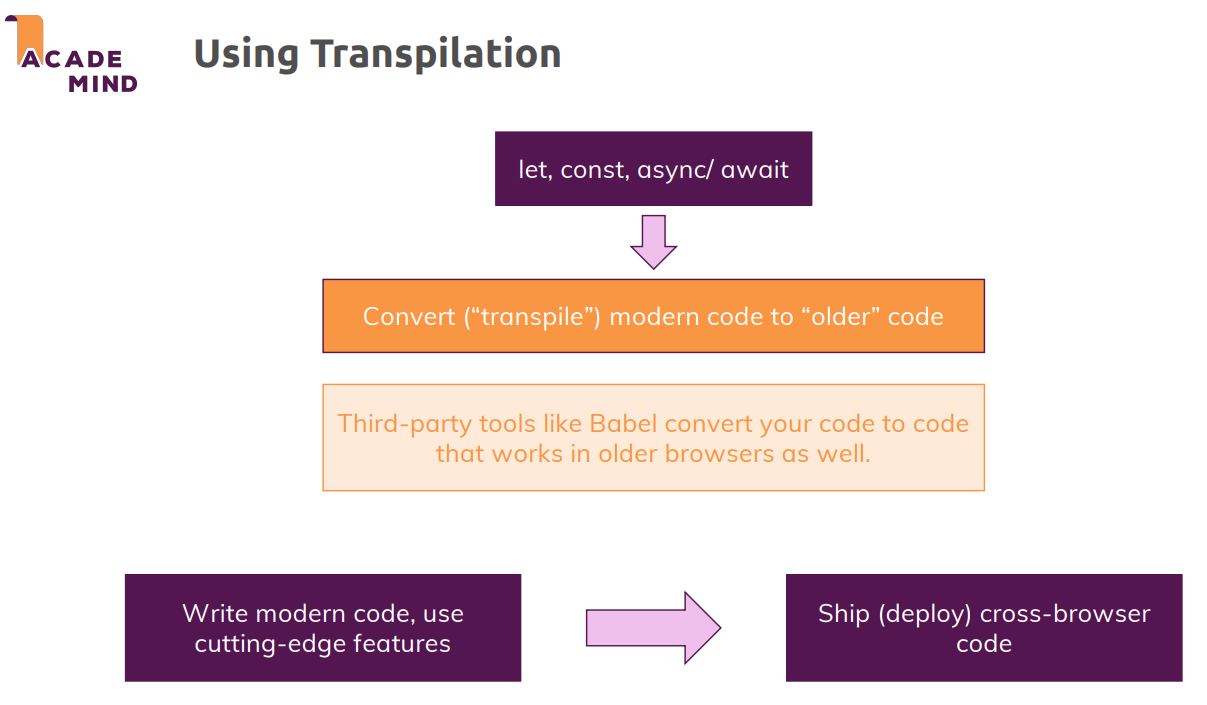 ACADE
MIND
Using Transpilation
let, const, async/ await
Convert (“transpile”) modern code to “older” code
Third-party tools like Babel convert your code to code
that works in older browsers as well.
Write modern code, use
cutting-edge features
Ship (deploy) cross-browser
code